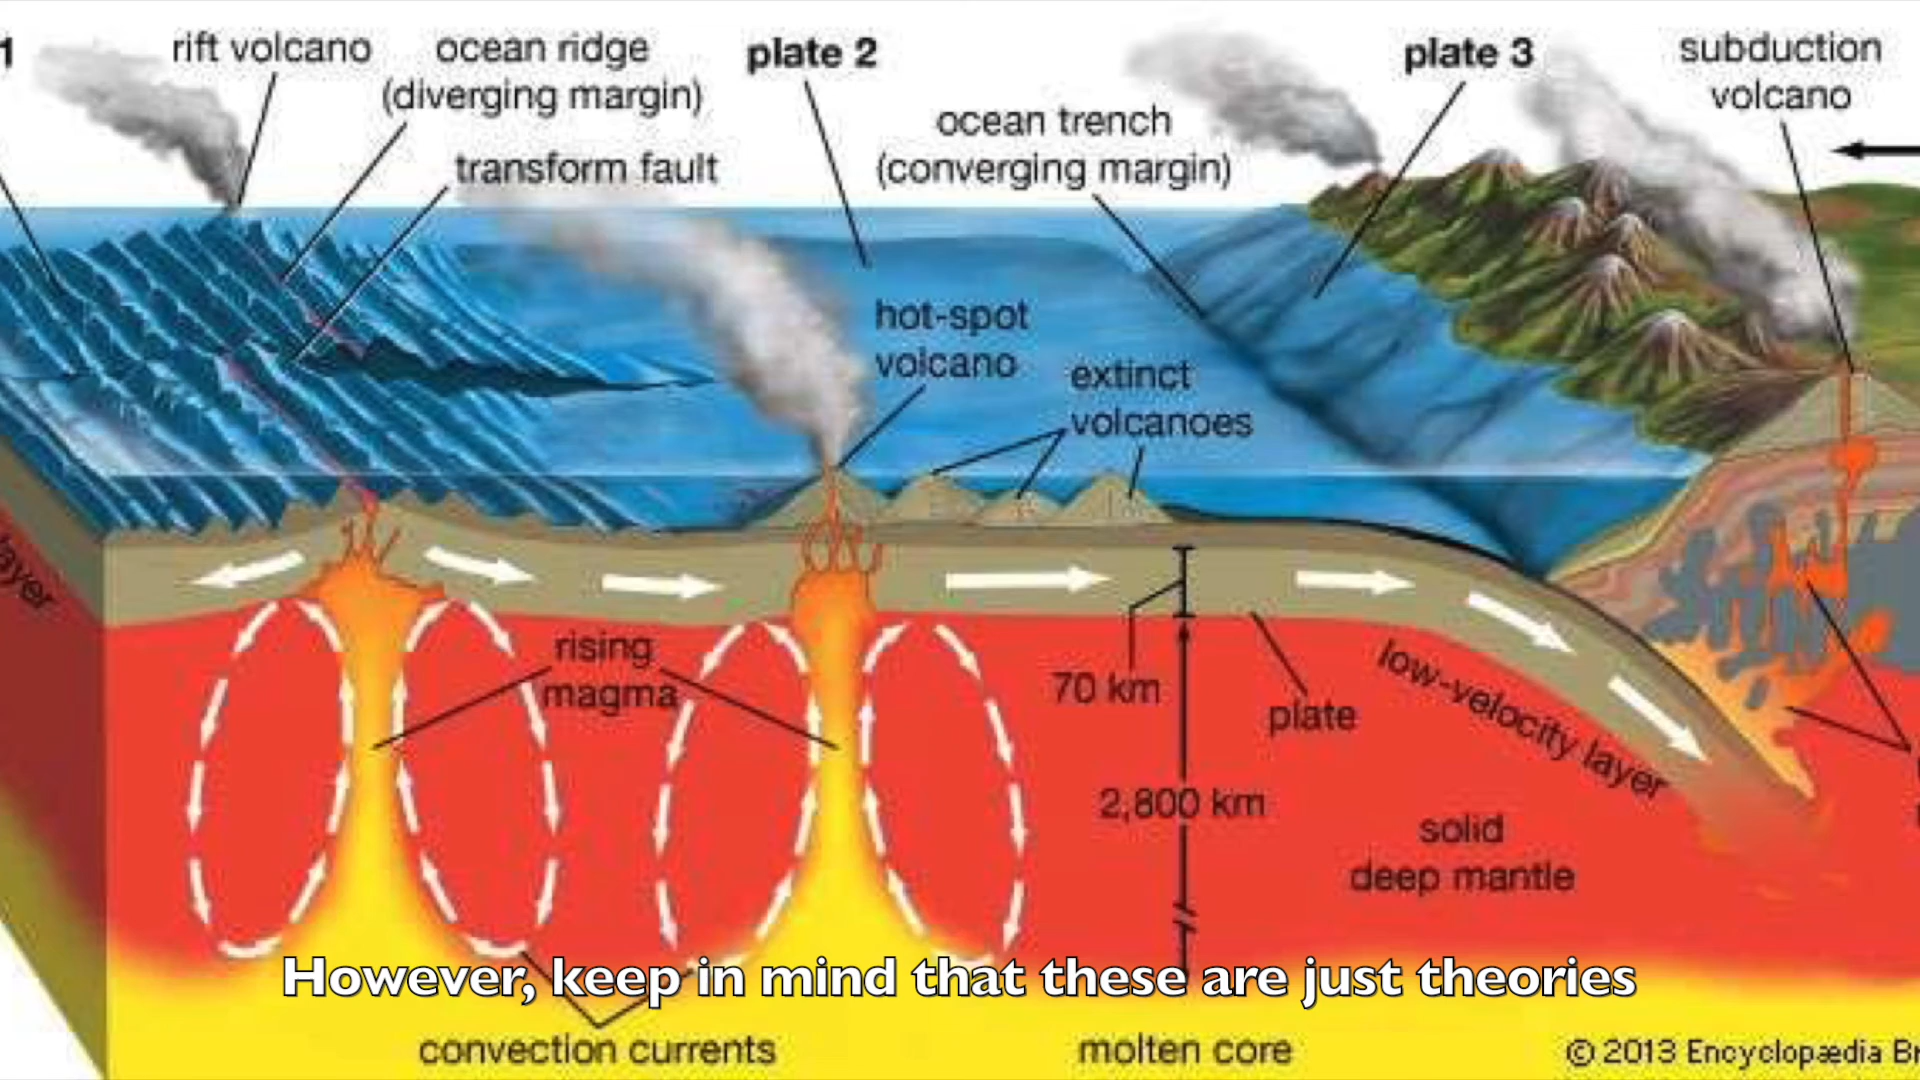 1
rift volcano
ocean ridge
(diverging margin)
transform fault
plate 2
ocean trench
(converging margin)
plate 3
subduction
volcano
hot-spot
volcano
extinct
volcanoes
layer
rising
magma
70 km
plate
low-velocity layer
2,800 km
solid
deep mantle
However, keep in mind that these are just theories
convection currents
molten core
© 2013 Encyclopædia Br